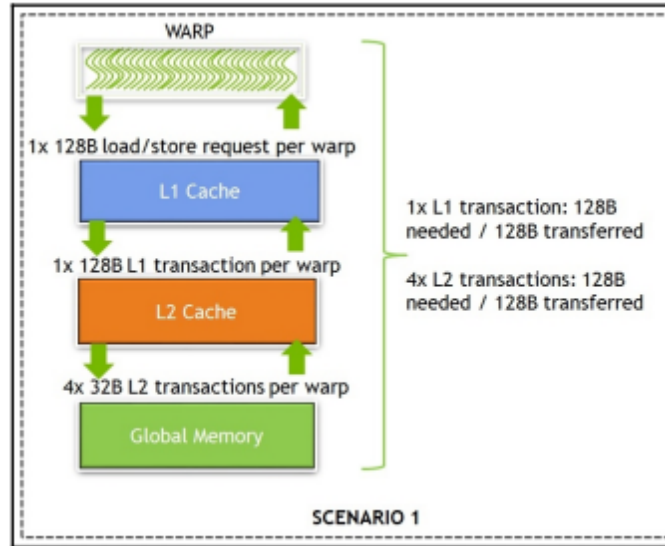 WARP
1x 128B load/store request per warp
L1 Cache
1x 128B L1 transaction per warp
L2 Cache
4x 32B L2 transactions per warp
Global Memory
1x L1 transaction: 128B
needed / 128B transferred
4x L2 transactions: 128B
needed / 128B transferred
SCENARIO 1